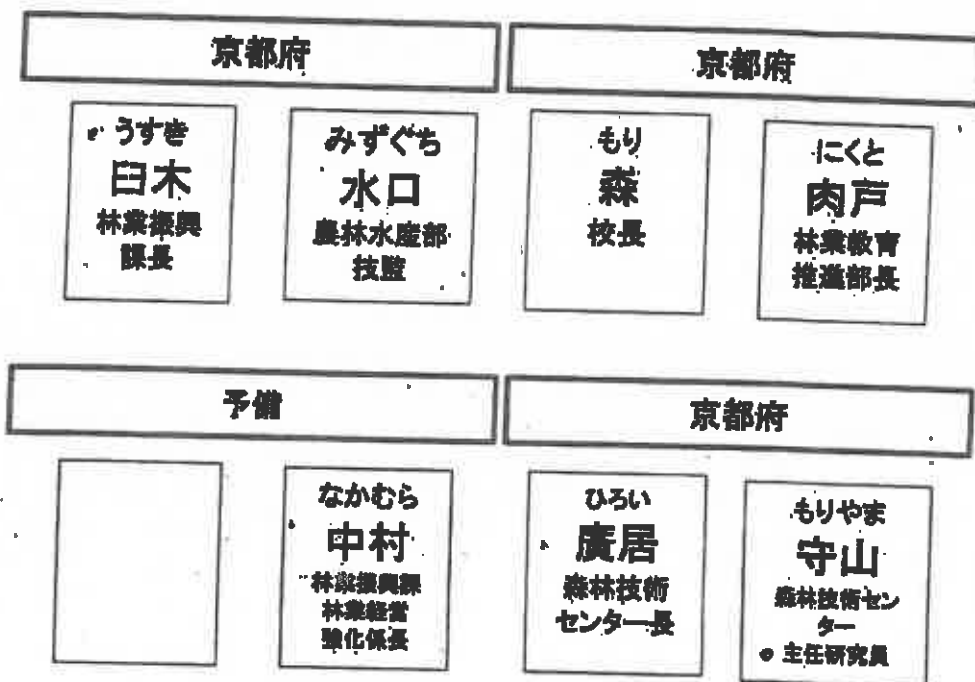 京都府
うすき
臼木
林業振興
課長
みずぐち
水口
農林水産部
技監
京都府
もり
森
校長
にくと
肉戸
林業教育
推進部長
予備
なかむら
中村
林業振興課
林業経営
強化係長
京都府
ひろい
廣居
森林技術
センター長
もりやま
守山
森林技術セン
ター
主任研究員